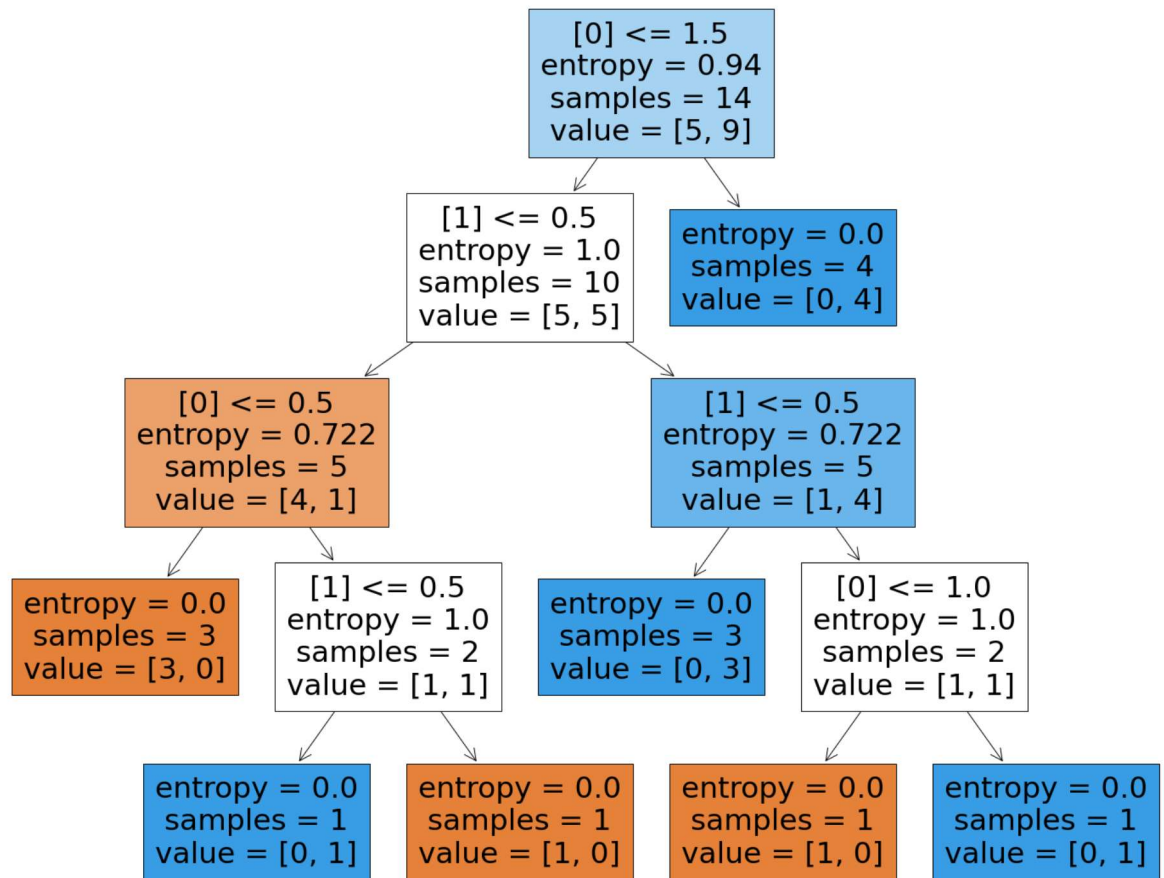 [0] <= 1.5
entropy = 0.94
samples = 14
value = [5, 9]
[1] <= 0.5
entropy = 1.0
samples = 10
value = [5, 5]
entropy = 0.0
samples = 4
value = [0, 4]
[0] <= 0.5
entropy = 0.722
samples = 5
value = [4, 1]
[1] <= 0.5
entropy = 0.722
samples = 5
value = [1, 4]
entropy = 0.0
samples = 3
value = [3, 0]
[1] <= 0.5
entropy = 1.0
samples = 2
value = [1, 1]
entropy = 0.0
samples = 3
value = [0, 3]
[0] <= 1.0
entropy = 1.0
samples = 2
value = [1, 1]
entropy = 0.0
samples = 1
value = [0, 1]
entropy = 0.0
samples = 1
value = [1, 0]
entropy = 0.0
samples = 1
value = [1, 0]
entropy = 0.0
samples = 1
value = [0, 1]